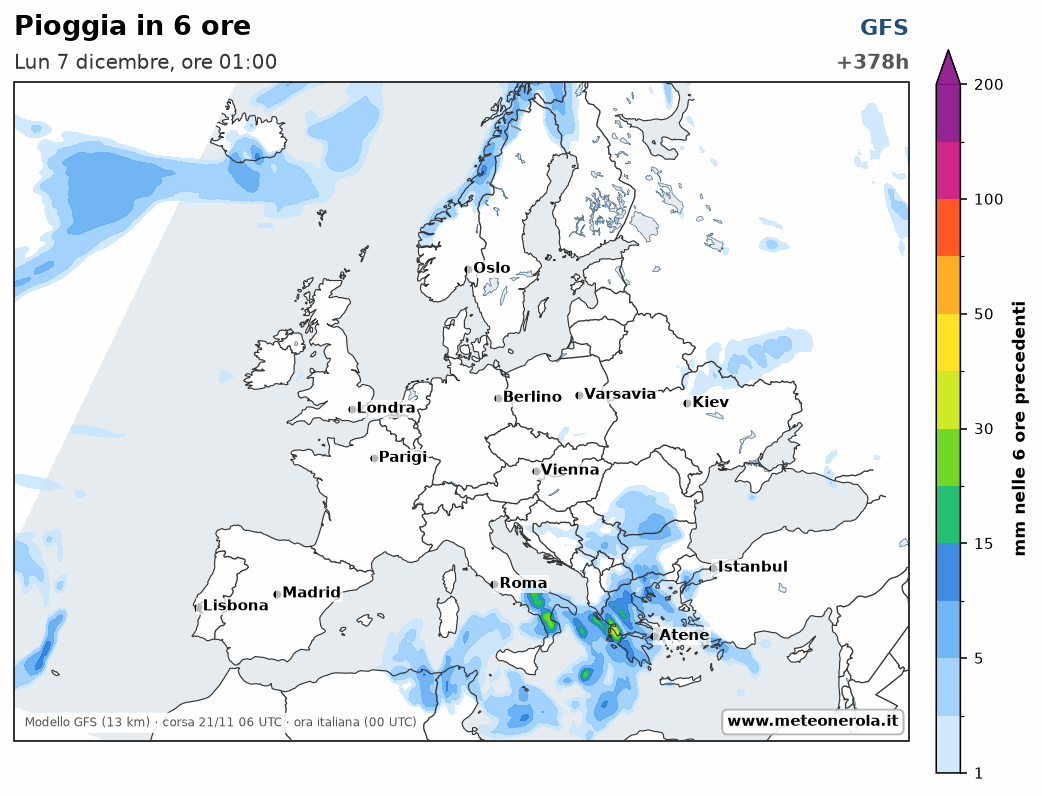 Pioggia in 6 ore
GFS
Lun 7 dicembre, ore 01:00
+378h
200
100
50
30
15
5
1
mm nelle 6 ore precedenti
Oslo
Berlino
Varsavia
Kiev
Londra
Parigi
Vienna
Istanbul
Roma
Madrid
Lisbona
Atene
Modello GFS (13 km) · corsa 21/11 06 UTC · ora italiana (00 UTC)
www.meteonerola.it